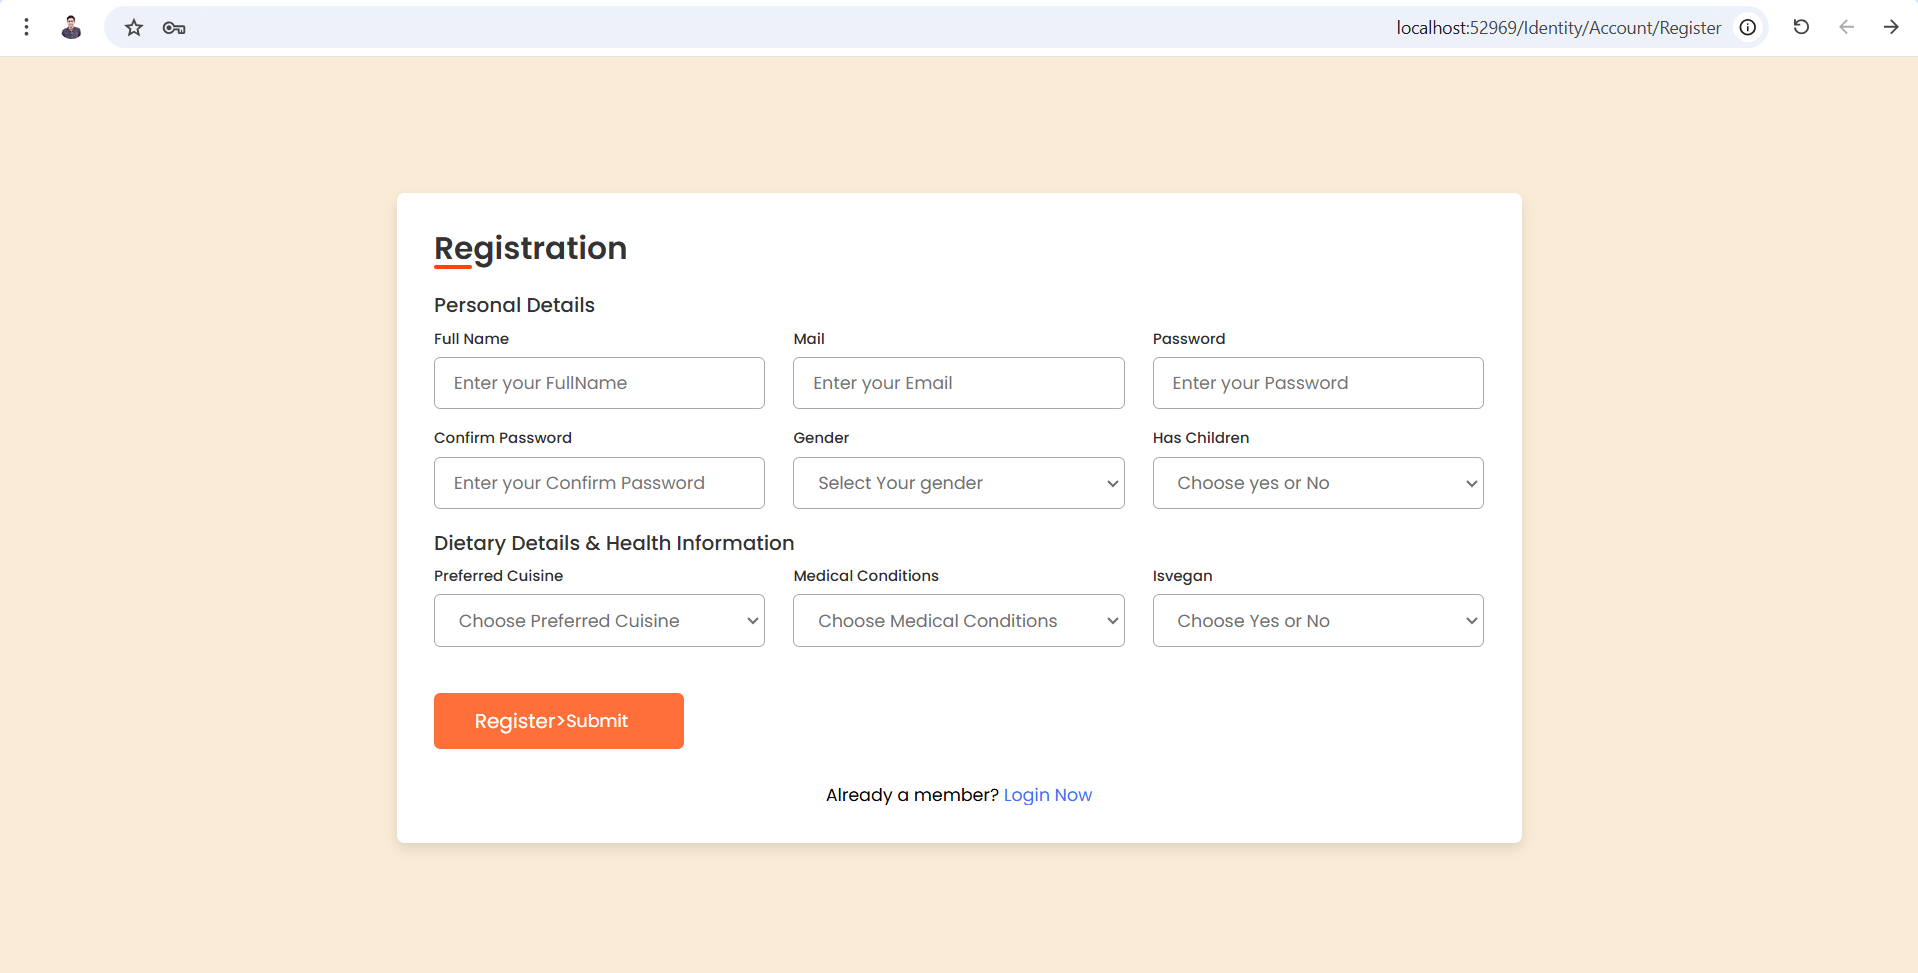 localhost:52969/Identity/Account/Register
Registration
Personal Details
Full Name Mail Password
Enter your FullName Enter your Email Enter your Password
Confirm Password Gender Has Children
Enter your Confirm Password Select Your gender Choose yes or No
Dietary Details & Health Information
Preferred Cuisine Medical Conditions Isvegan
Choose Preferred Cuisine Choose Medical Conditions Choose Yes or No
Register>Submit
Already a member? Login Now